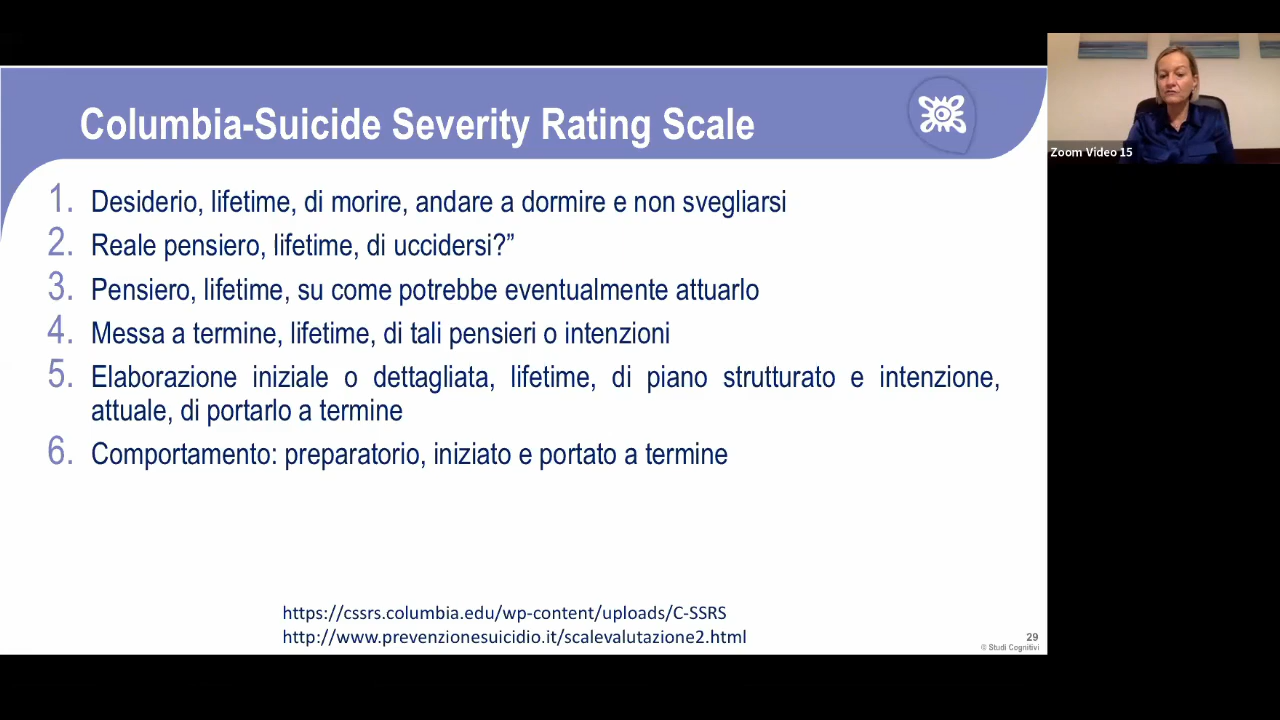 Columbia-Suicide Severity Rating Scale
1. Desiderio, lifetime, di morire, andare a dormire e non svegliarsi
2. Reale pensiero, lifetime, di uccidersi?”
3. Pensiero, lifetime, su come potrebbe eventualmente attuarlo
4. Messa a termine, lifetime, di tali pensieri o intenzioni
5. Elaborazione iniziale o dettagliata, lifetime, di piano strutturato e intenzione,
attuale, di portarlo a termine
6. Comportamento: preparatorio, iniziato e portato a termine
https://cssrs.columbia.edu/wp-content/uploads/C-SSRS
http://www.prevenzionesuicidio.it/scalevalutazione2.html
29
© Studi Cognitivi
Zoom Video 15